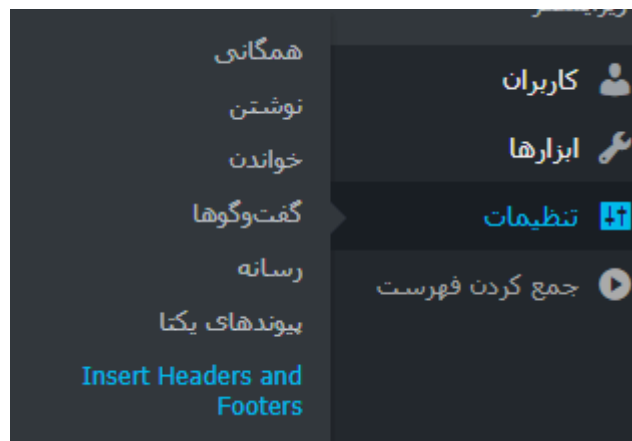 کاربران
ابزارها
تنظیمات
جمع کردن فهرست
همگانی
نوشتن
خواندن
گفت‌وگوها
رسانه
پیوندهای یکتا
Insert Headers and
Footers